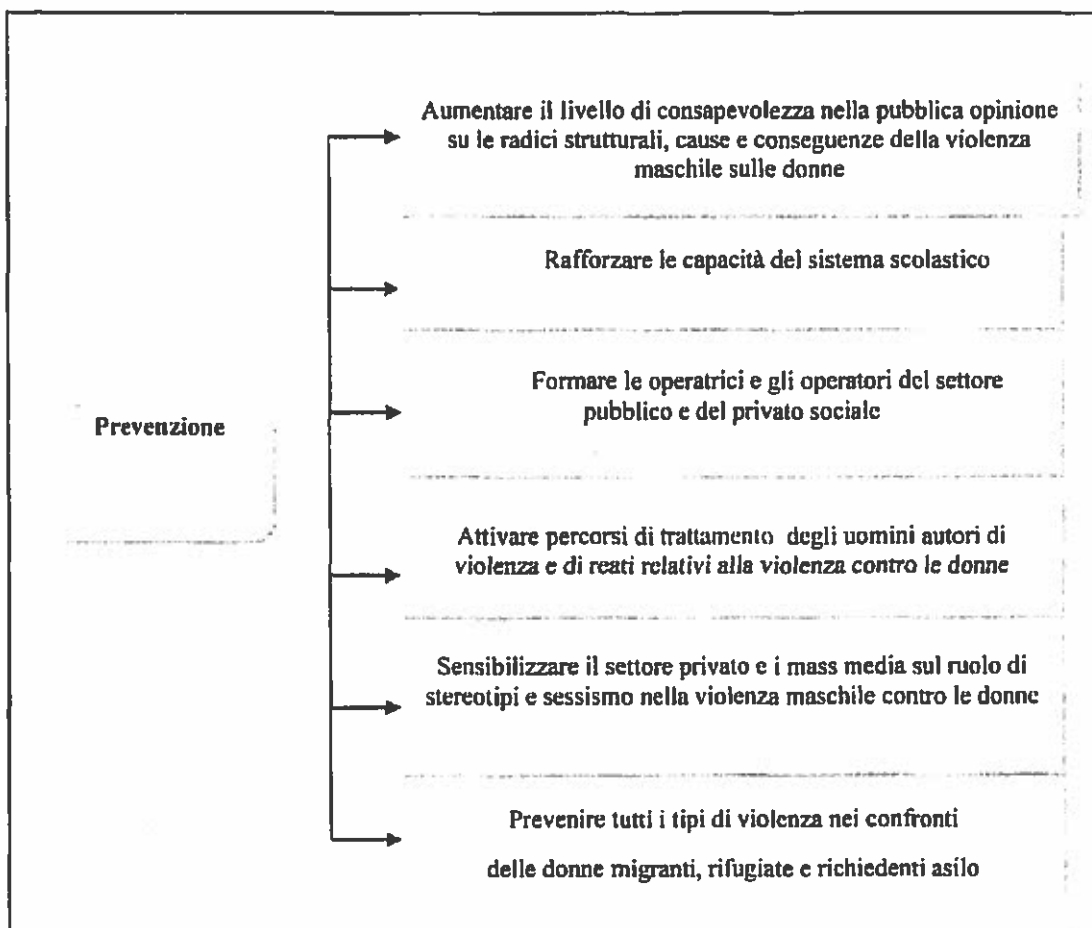 Aumentare il livello di consapevolezza nella pubblica opinione
su le radici strutturali, cause e conseguenze della violenza
maschile sulle donne
Rafforzare le capacità del sistema scolastico
Formare le operatrici e gli operatori del settore
pubblico e del privato sociale
Prevenzione
Attivare percorsi di trattamento degli uomini autori di
violenza e di reati relativi alla violenza contro le donne
Sensibilizzare il settore privato e i mass media sul ruolo di
stereotipi e sessismo nella violenza maschile contro le donne
Prevenire tutti i tipi di violenza nei confronti
delle donne migranti, rifugiate e richiedenti asilo